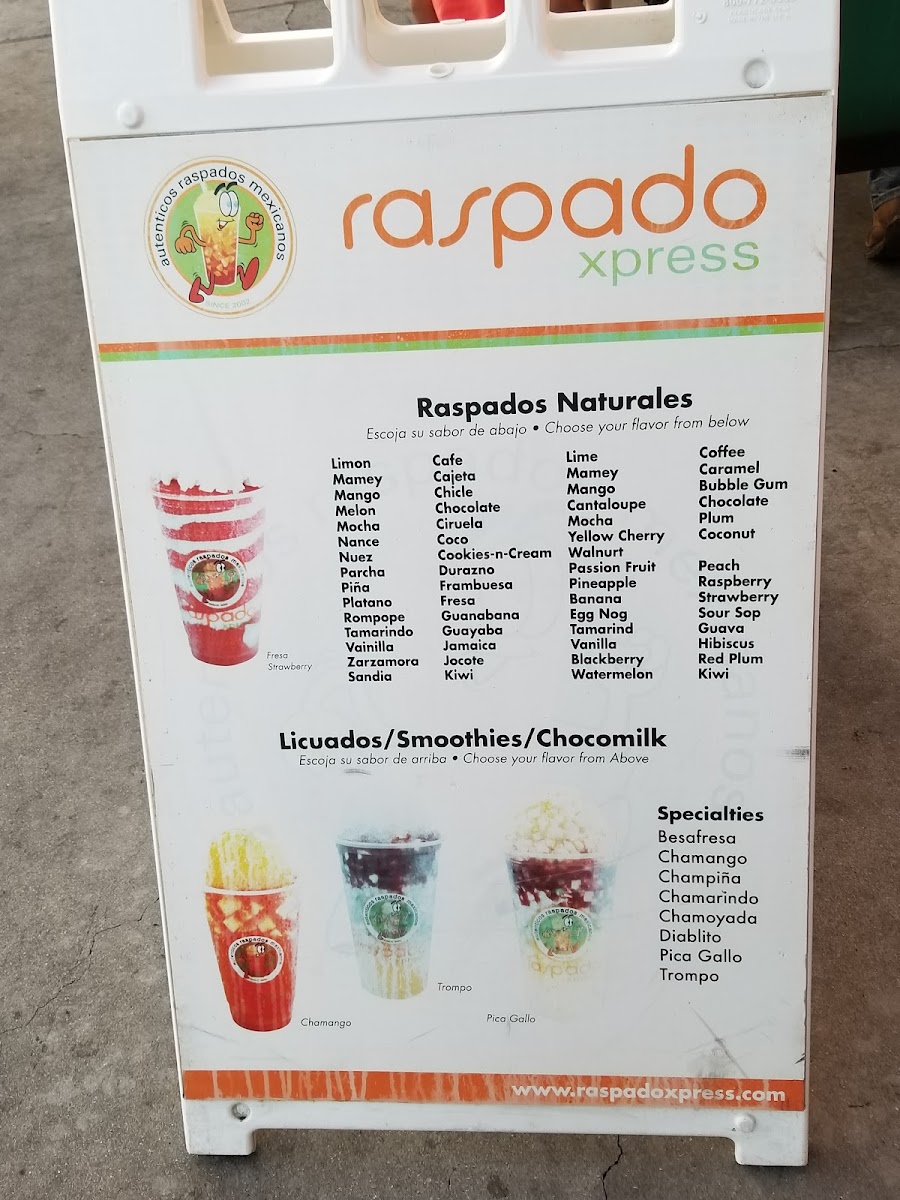 autenticos raspados mexicanos
SINCE 2002
raspado
xpress
Raspados Naturales
Escoja su sabor de abajo • Choose your flavor from below
Limon
Mamey
Mango
Melon
Mocha
Nance
Nuez
Parcha
Piña
Platano
Rompope
Tamarindo
Vainilla
Zarzamora
Sandia
Cafe
Cajeta
Chicle
Chocolate
Ciruela
Coco
Cookies-n-Cream
Durazno
Frambuesa
Fresa
Guanabana
Guayaba
Jamaica
Jocote
Kiwi
Lime
Mamey
Mango
Cantaloupe
Mocha
Yellow Cherry
Walnurt
Passion Fruit
Pineapple
Banana
Egg Nog
Tamarind
Vanilla
Blackberry
Watermelon
Coffee
Caramel
Bubble Gum
Chocolate
Plum
Coconut
Peach
Raspberry
Strawberry
Sour Sop
Guava
Hibiscus
Red Plum
Kiwi
Fresa
Strawberry
Licuados/Smoothies/Chocomilk
Escoja su sabor de arriba • Choose your flavor from Above
Specialties
Besafresa
Chamango
Champiña
Chamarindo
Chamoyada
Diablito
Pica Gallo
Trompo
Chamango
Trompo
Pica Gallo
www.raspadoxpress.com